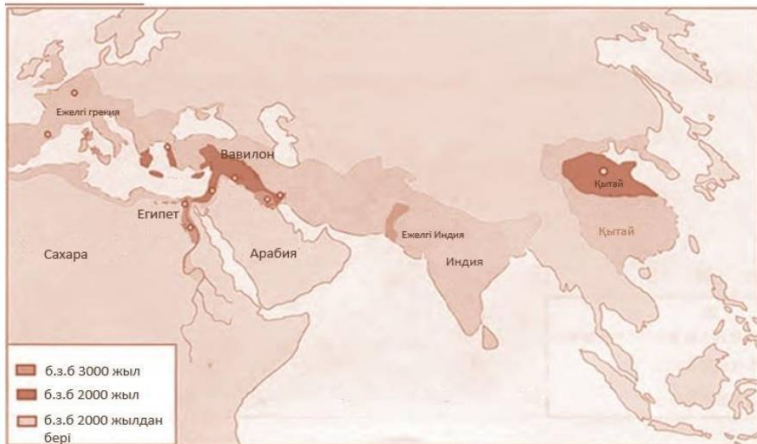 Ежелгі грекия
Вавилон
Қытай
Египет
Ежелгі Индия
Қытай
Сахара
Арабия
Индия
б.з.б 3000 жыл
б.з.б 2000 жыл
б.з.б 2000 жылдан
бері